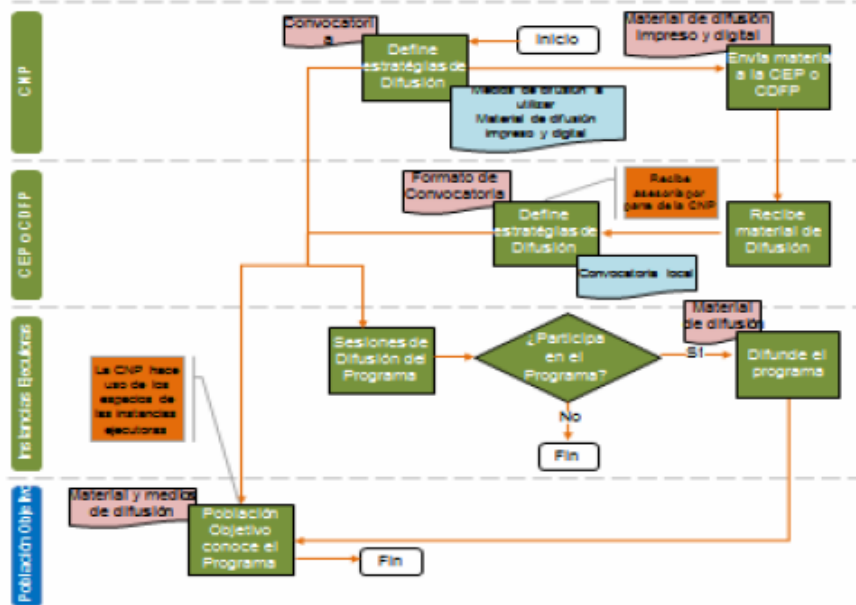 CNP
Convocatori
a
Define
estratégias de
Difusión
Inicio
Material de difusión
Impreso y digital
Envía material
a la CEP o
CDFP
Medios de difusión a
utilizar
Material de difusión
Impreso y digital
CEP o CDFP
Formato de
Convocatoria
Define
estratégias de
Difusión
Recibe
asesoría por
parte de la CNP
Recibe
material de
Difusión
Convocatoria local
Instancias Ejecutoras
Sesiones de
Difusión del
Programa
¿Participa
en el
Programa?
Sí
No
Fin
Material
de difusión
Difunde el
programa
La CNP hace
uso de los
espacios de
las instancias
ejecutoras
Población Objetivo
Material y medios
de difusión
Población
Objetivo
conoce el
Programa
Fin